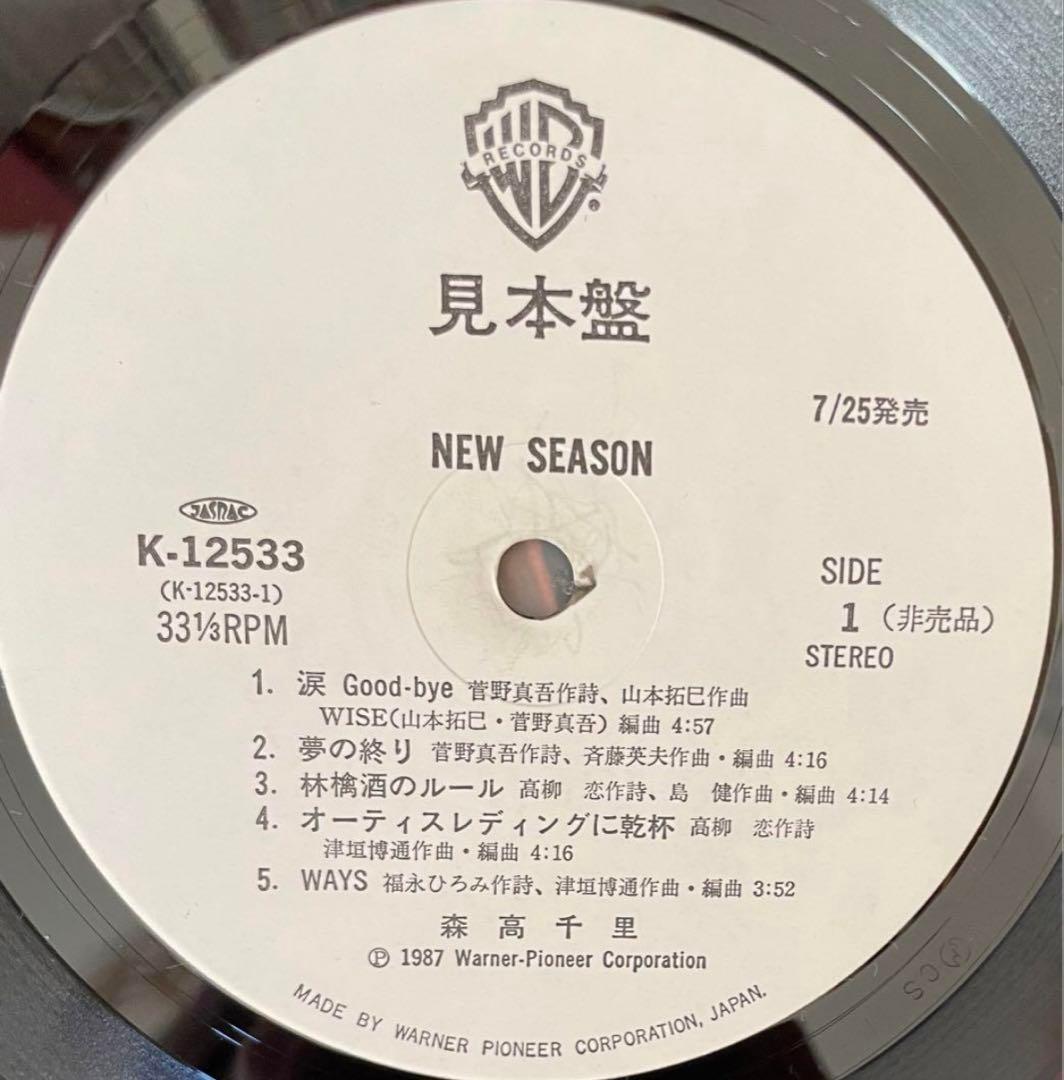 WB
RECORDS
見本盤
7/25発売
NEW SEASON
JASRAC
K-12533
(K-12533-1)
33⅓RPM
SIDE
1 (非売品)
STEREO
1. 涙 Good-bye 菅野真吾作詩、山本拓巳作曲
WISE(山本拓巳・菅野真吾) 編曲 4:57
2. 夢の終り 菅野真吾作詩、斉藤英夫作曲・編曲 4:16
3. 林檎酒のルール 高柳 恋作詩、島 健作曲・編曲 4:14
4. オーティスレディングに乾杯 高柳 恋作詩
津垣博通作曲・編曲 4:16
5. WAYS 福永ひろみ作詩、津垣博通作曲・編曲 3:52
森高千里
Ⓟ 1987 Warner-Pioneer Corporation
MADE BY WARNER PIONEER CORPORATION, JAPAN.